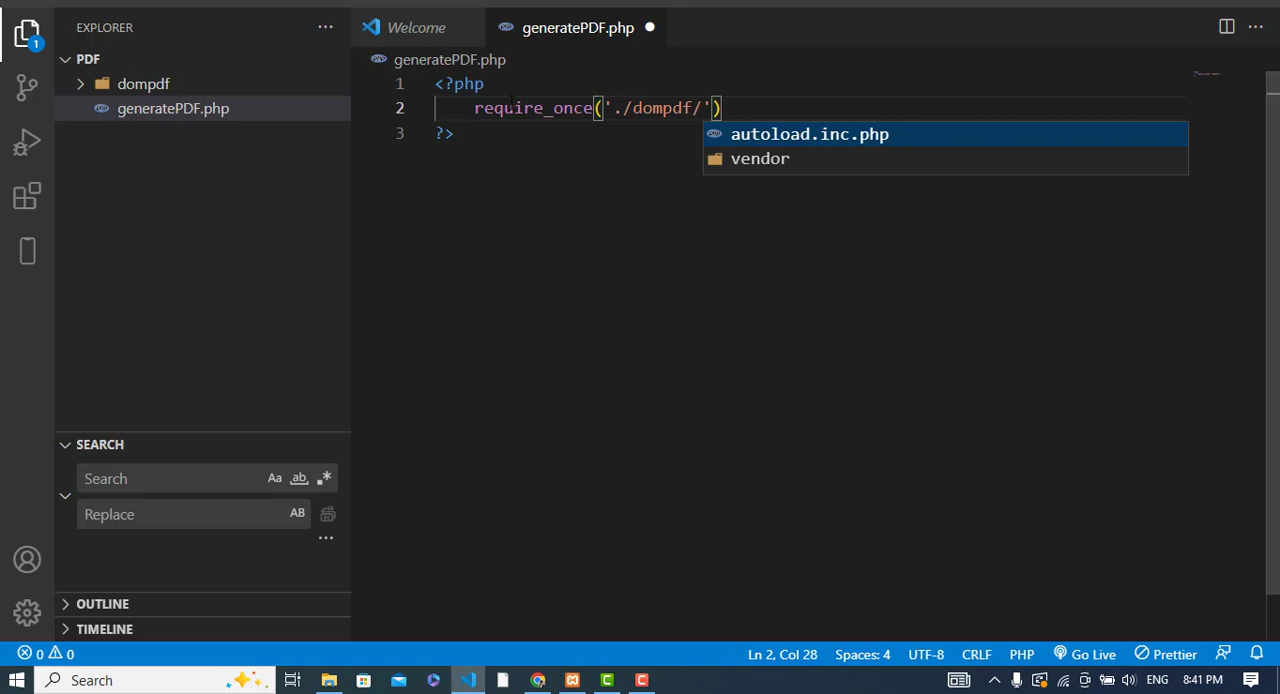 EXPLORER
Welcome
generatePDF.php
PDF
dompdf
generatePDF.php
generatePDF.php
1 <?php
2 require_once('./dompdf/')
3 ?>
autoload.inc.php
vendor
SEARCH
Search Aa ab
Replace AB
OUTLINE
TIMELINE
1
0 0
Ln 2, Col 28 Spaces: 4 UTF-8 CRLF PHP Go Live Prettier
Search ENG 8:41 PM